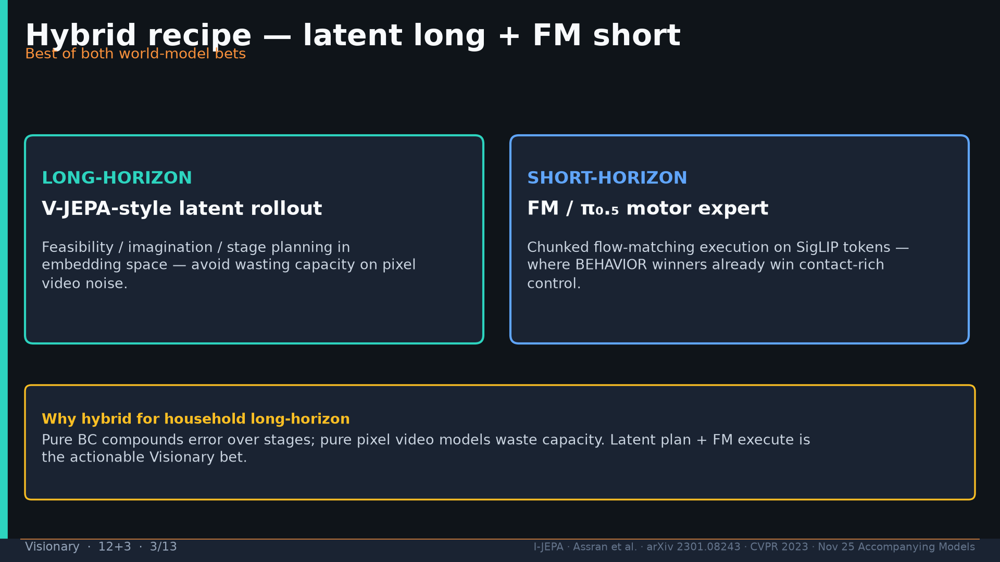 Hybrid recipe — latent long + FM short
Best of both world-model bets
LONG-HORIZON
V-JEPA-style latent rollout
Feasibility / imagination / stage planning in
embedding space — avoid wasting capacity on pixel
video noise.
SHORT-HORIZON
FM / π₀.₅ motor expert
Chunked flow-matching execution on SigLIP tokens —
where BEHAVIOR winners already win contact-rich
control.
Why hybrid for household long-horizon
Pure BC compounds error over stages; pure pixel video models waste capacity. Latent plan + FM execute is
the actionable Visionary bet.
Visionary · 12+3 · 3/13
I-JEPA · Assran et al. · arXiv 2301.08243 · CVPR 2023 · Nov 25 Accompanying Models